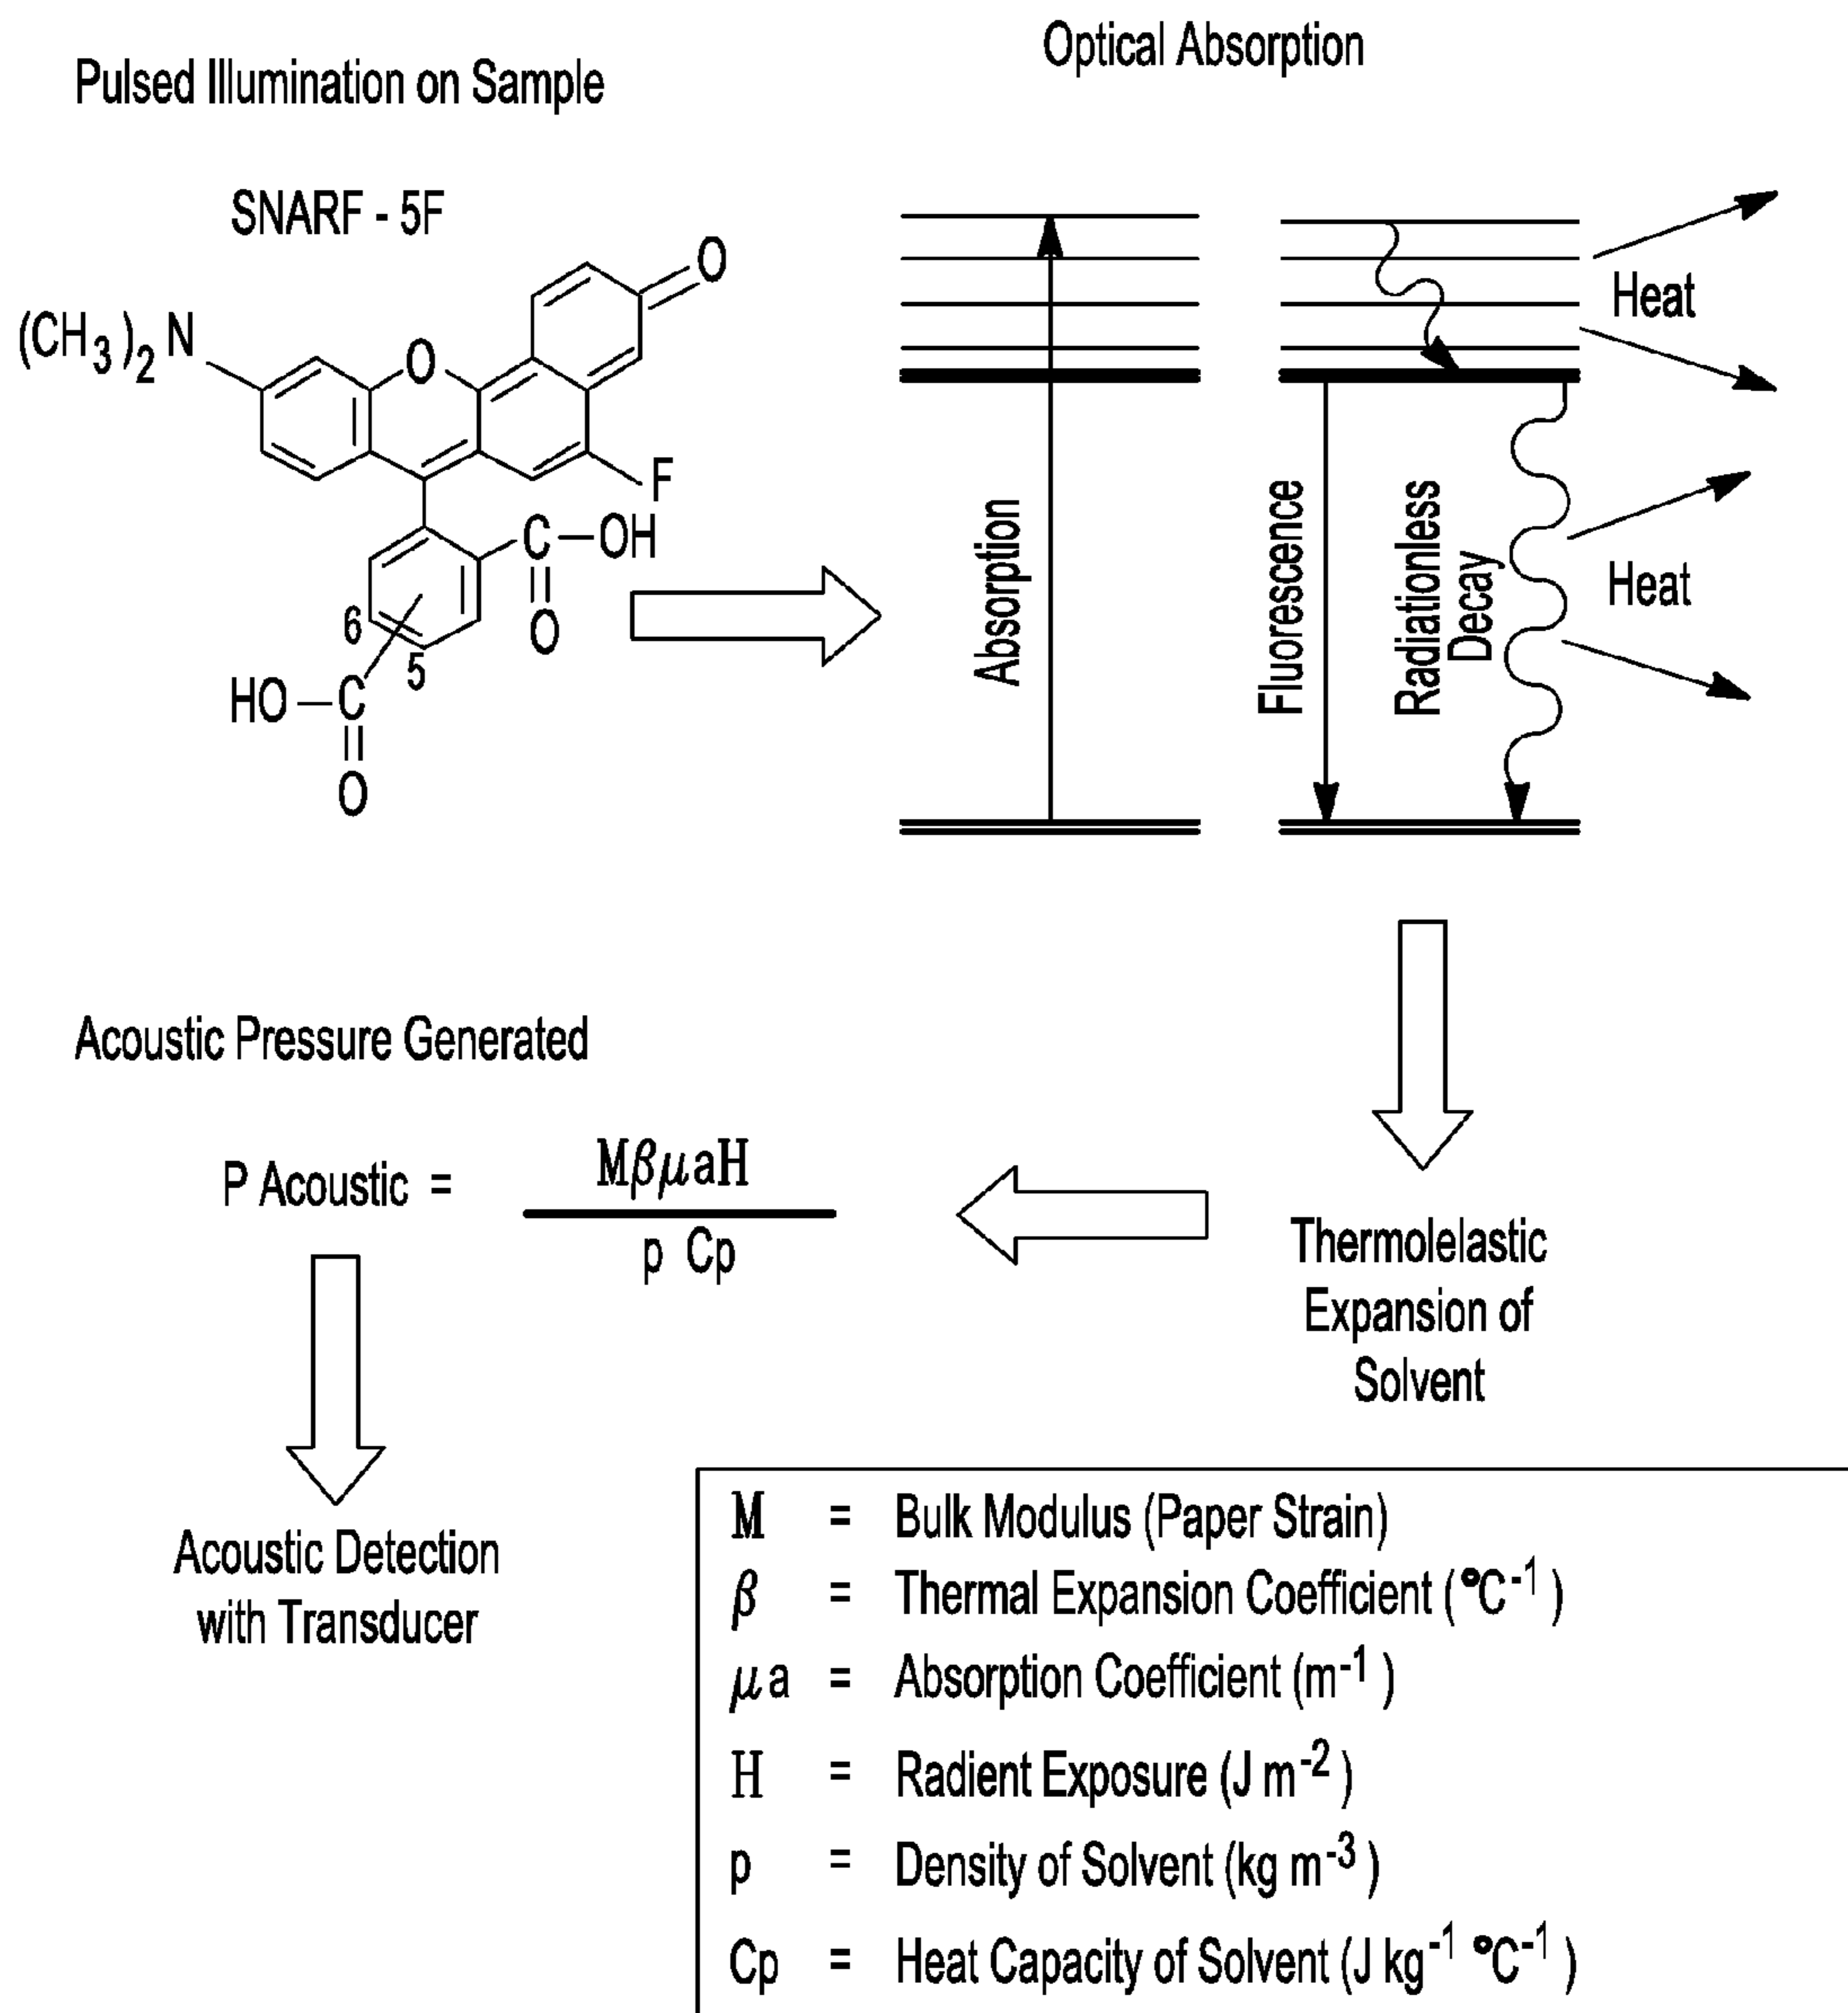 Pulsed Illumination on Sample
Optical Absorption
SNARF - 5F
O
(CH3)2 N
O
F
C — OH
O
6
5
HO — C
O
Absorption
Fluorescence
Radiationless
Decay
Heat
Heat
Acoustic Pressure Generated
P Acoustic = MβμaH
p Cp
Thermolelastic
Expansion of
Solvent
Acoustic Detection
with Transducer
M = Bulk Modulus (Paper Strain)
β = Thermal Expansion Coefficient (°C-1)
μa = Absorption Coefficient (m-1)
H = Radient Exposure (J m-2)
p = Density of Solvent (kg m-3)
Cp = Heat Capacity of Solvent (J kg-1 °C-1)